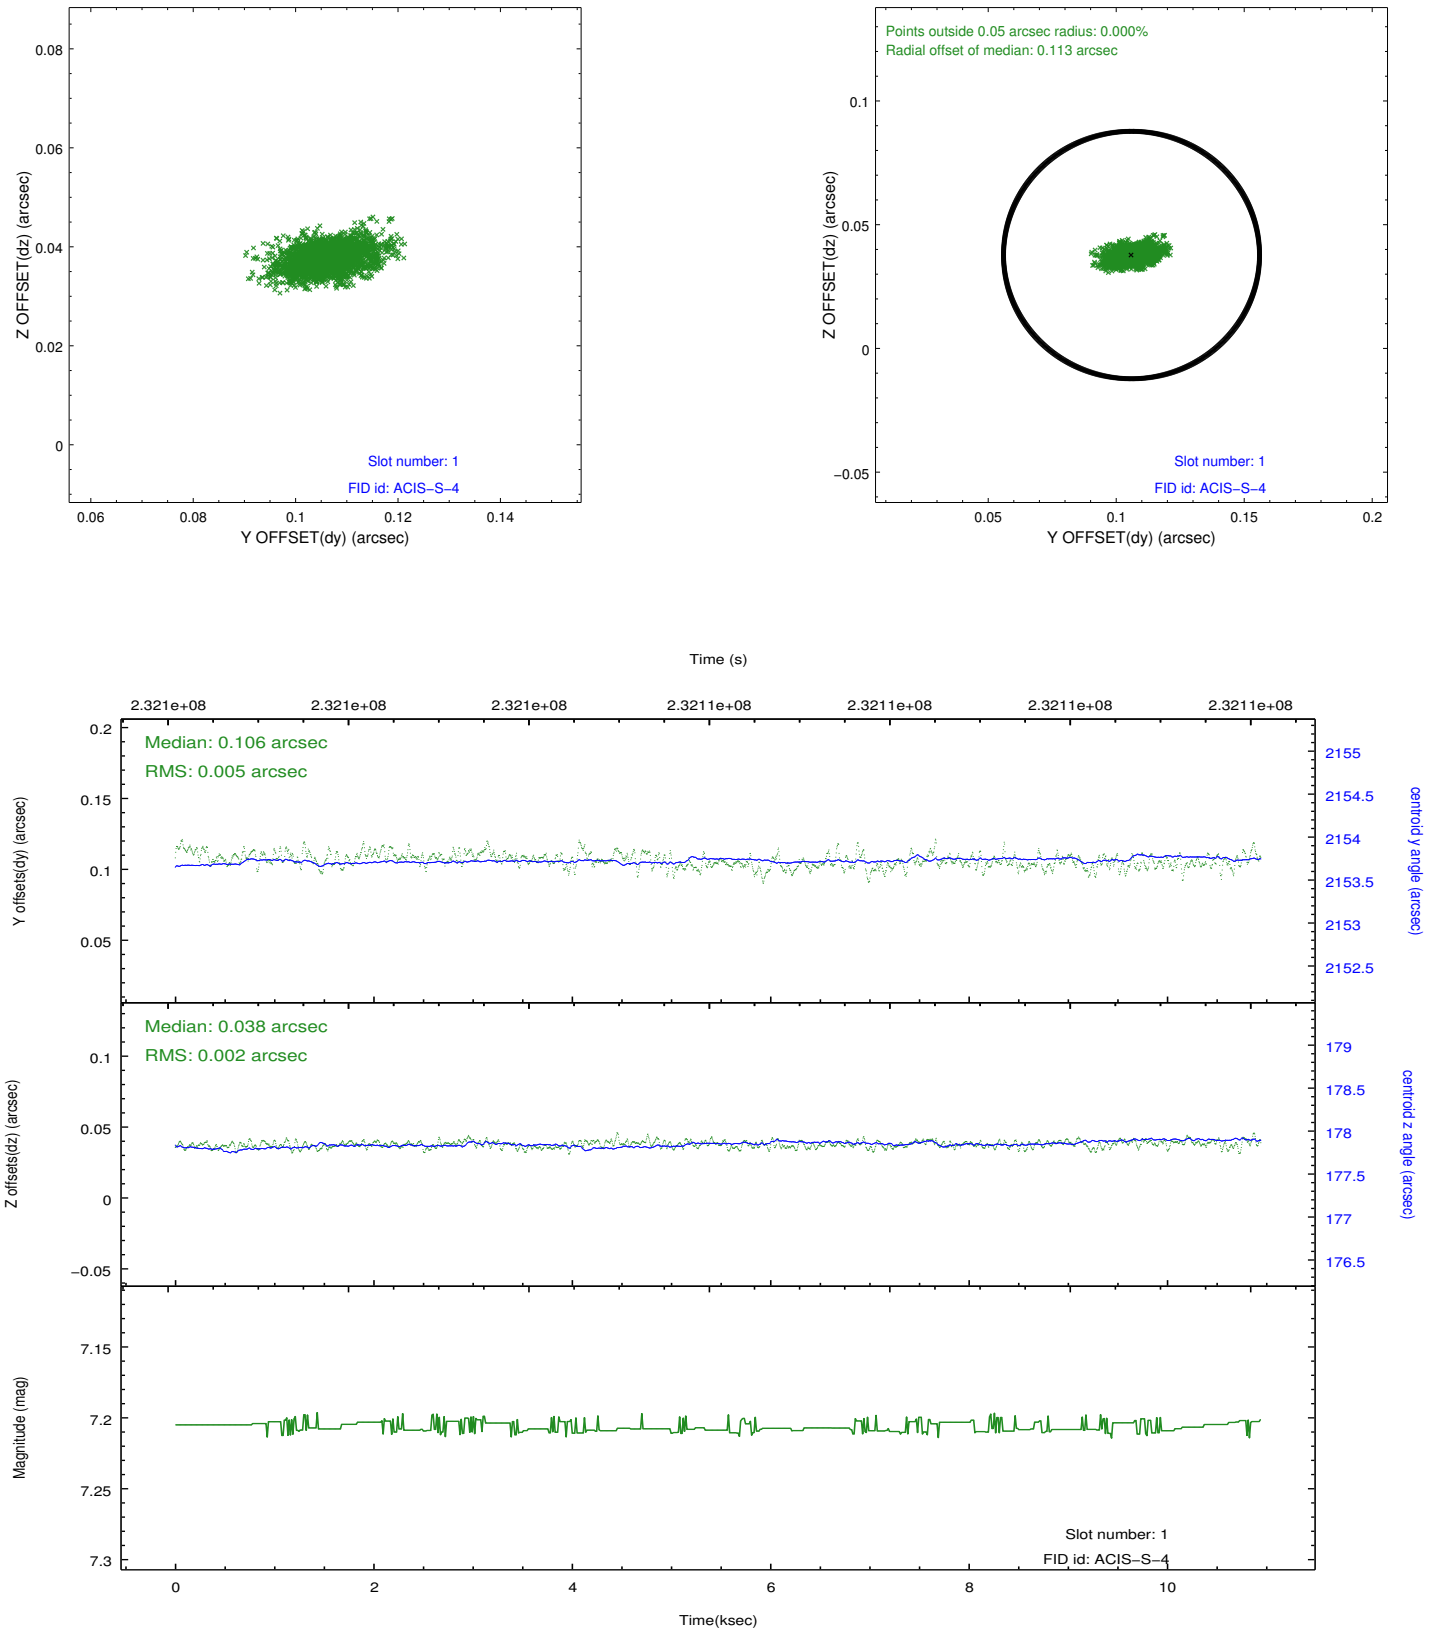 0.08
0.06
0.04
0.02
0
Z OFFSET(dz) (arcsec)
Slot number: 1
FID id: ACIS−S−4
0.06 0.08 0.1 0.12 0.14
Y OFFSET(dy) (arcsec)
Points outside 0.05 arcsec radius: 0.000%
Radial offset of median: 0.113 arcsec
0.1
0.05
0
−0.05
Z OFFSET(dz) (arcsec)
Slot number: 1
FID id: ACIS−S−4
0.05 0.1 0.15 0.2
Y OFFSET(dy) (arcsec)
Time (s)
2.321e+08 2.321e+08 2.321e+08 2.3211e+08 2.3211e+08 2.3211e+08 2.3211e+08
Median: 0.106 arcsec
RMS: 0.005 arcsec
0.2
0.15
0.1
0.05
Y offsets(dy) (arcsec)
2155
2154.5
2154
2153.5
2153
2152.5
centroid y angle (arcsec)
Median: 0.038 arcsec
RMS: 0.002 arcsec
0.1
0.05
0
−0.05
Z offsets(dz) (arcsec)
179
178.5
178
177.5
177
176.5
centroid z angle (arcsec)
7.15
7.2
7.25
7.3
Magnitude (mag)
Slot number: 1
FID id: ACIS−S−4
0 2 4 6 8 10
Time(ksec)